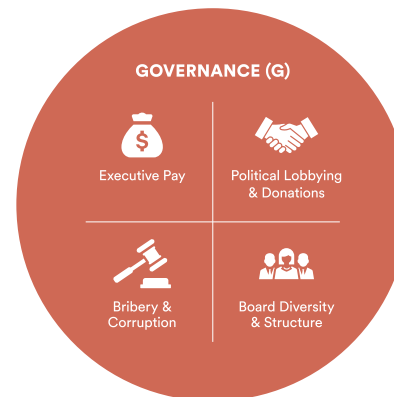 GOVERNANCE (G)
$
Executive Pay
Political Lobbying
& Donations
Bribery &
Corruption
Board Diversity
& Structure